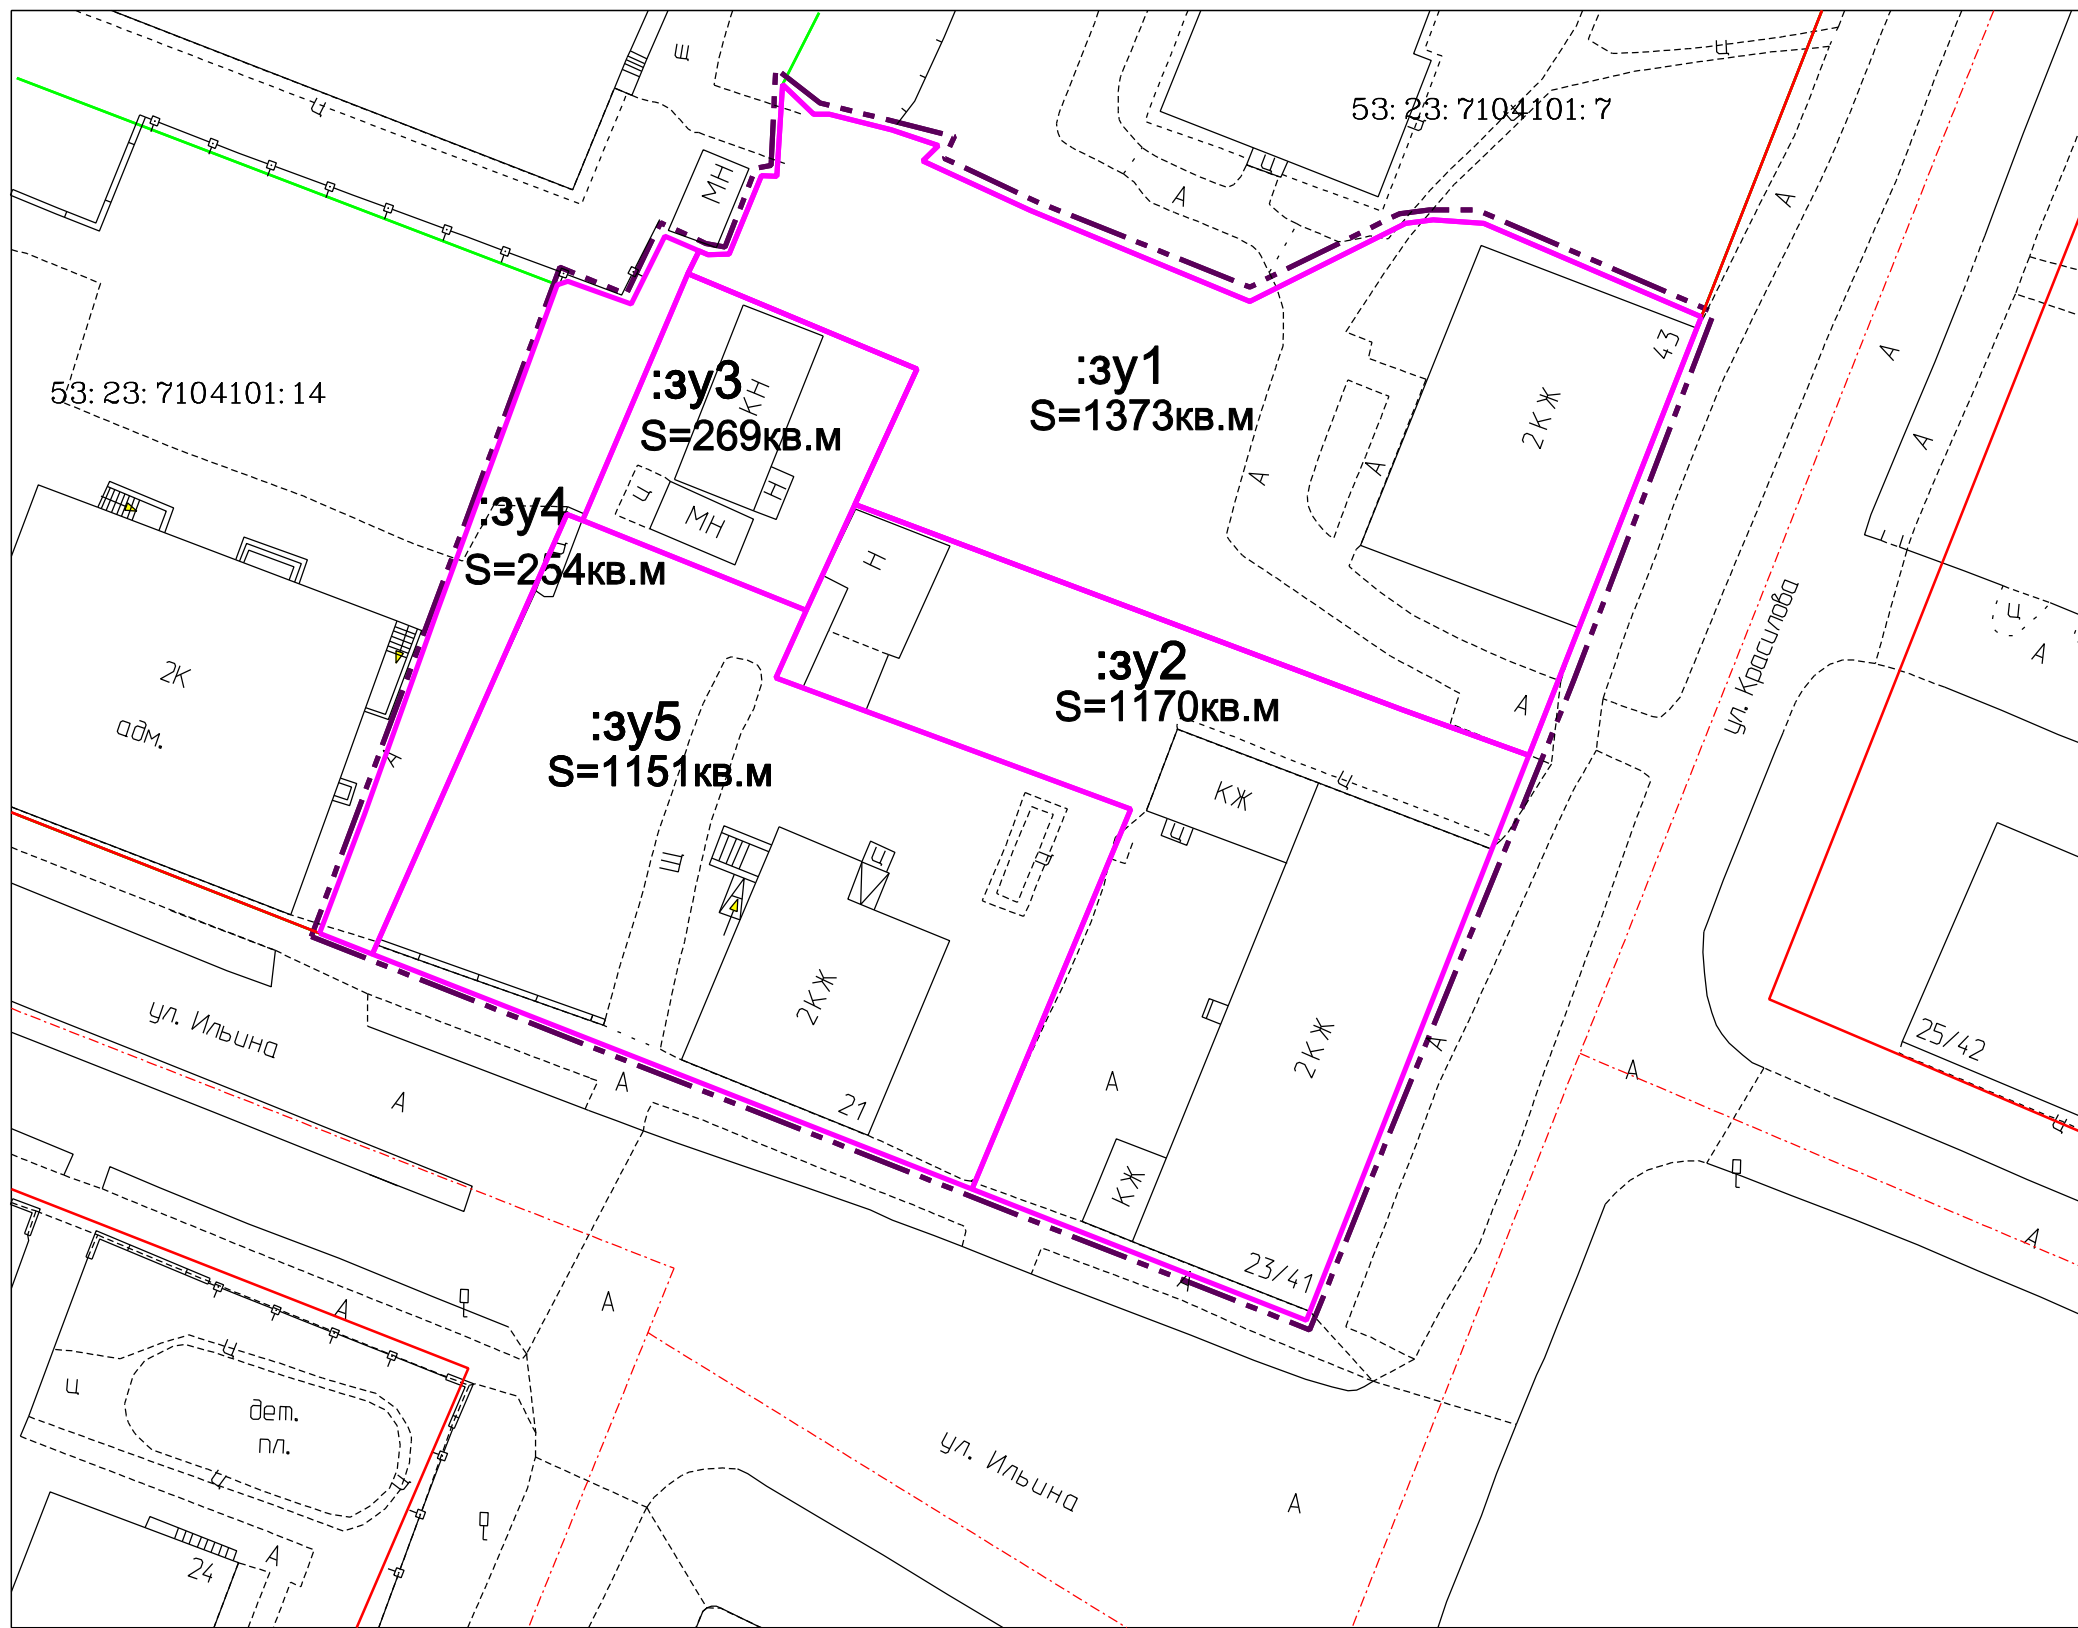 Ш
Ц
Ц
53:23:7104101:7
Ц
Ц
МН
Ц
А
А
43
А
:зу1
S=1373кв.м
:зу3
КН
S=269кв.м
53:23:7104101:14
2КЖ
А
А
А
Ц
Н
МН
:зу4
S=254кв.м
Ц
Н
ул. Красилова
Ц
А
:зу2
S=1170кв.м
А
2К
адм.
:зу5
S=1151кв.м
А
КЖ
Ц
Ц
Ц
Ш
Ц
2КЖ
ул. Ильина
2КЖ
А
25/42
А
А
А
А
21
Ц
КЖ
А
23/41
А
А
А
Ц
Ц
дет.
пл.
ул. Ильина
Ц
Ц
А
А
24